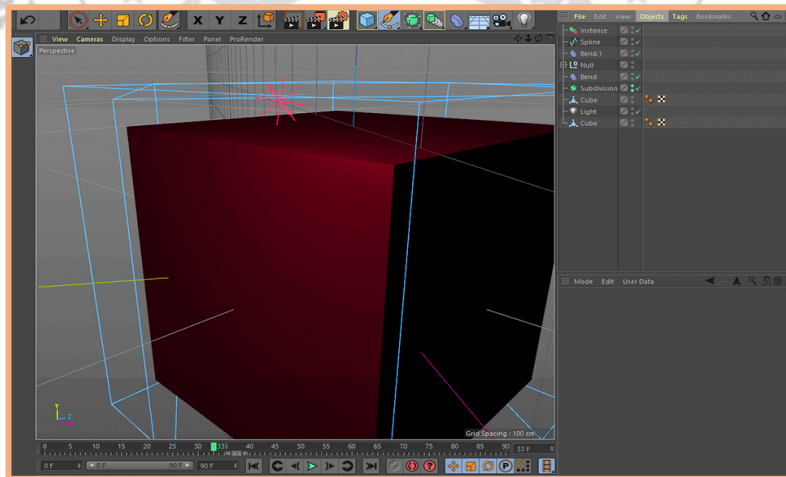 X Y Z
File Edit View Objects Tags Bookmarks
View Cameras Display Options Filter Panel ProRender
Perspective
Instance
Spline
Bend.1
Null
Bend
Subdivision
Cube
Light
Cube
Mode Edit User Data
Y
Z
Grid Spacing : 100 cm
0 5 10 15 20 25 30 335 40 45 50 55 60 65 70 75 80 85 90 33 F
0 F 0 F 90 F 90 F